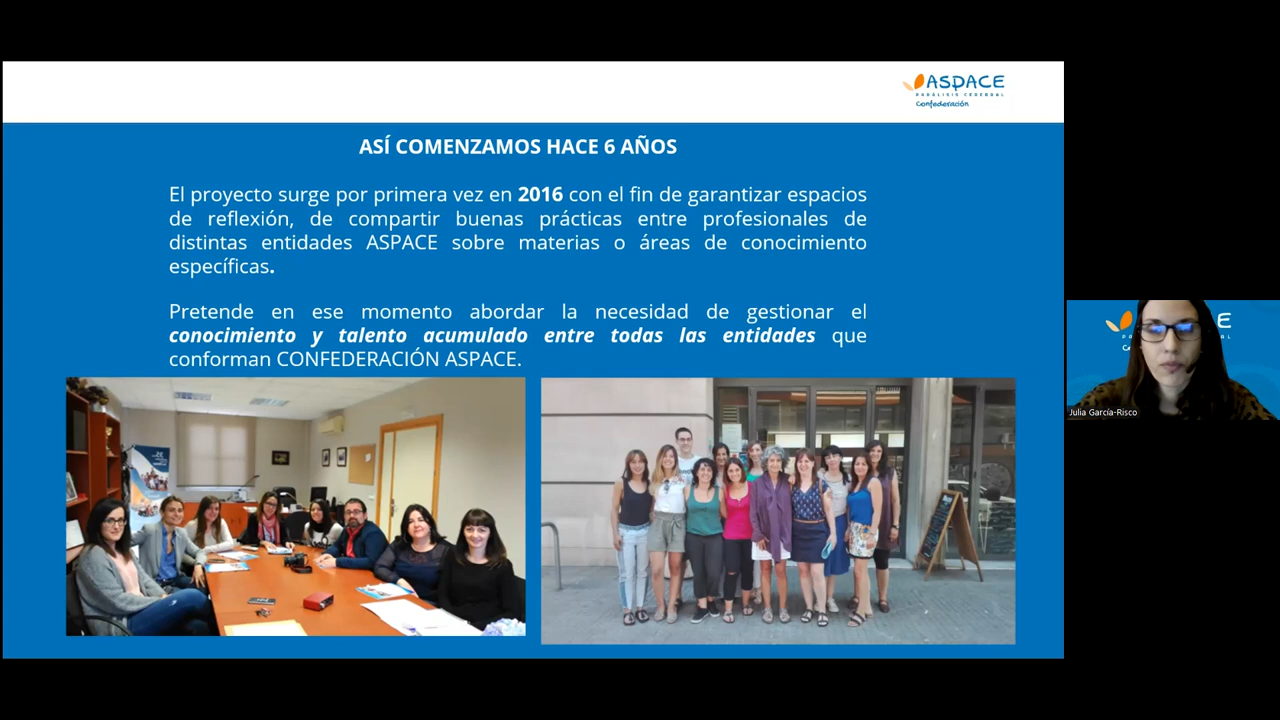 ASPACE
PARÁLISIS CEREBRAL
Confederación
ASÍ COMENZAMOS HACE 6 AÑOS
El proyecto surge por primera vez en 2016 con el fin de garantizar espacios
de reflexión, de compartir buenas prácticas entre profesionales de
distintas entidades ASPACE sobre materias o áreas de conocimiento
específicas.
Pretende en ese momento abordar la necesidad de gestionar el
conocimiento y talento acumulado entre todas las entidades que
conforman CONFEDERACIÓN ASPACE.
Julia García-Risco